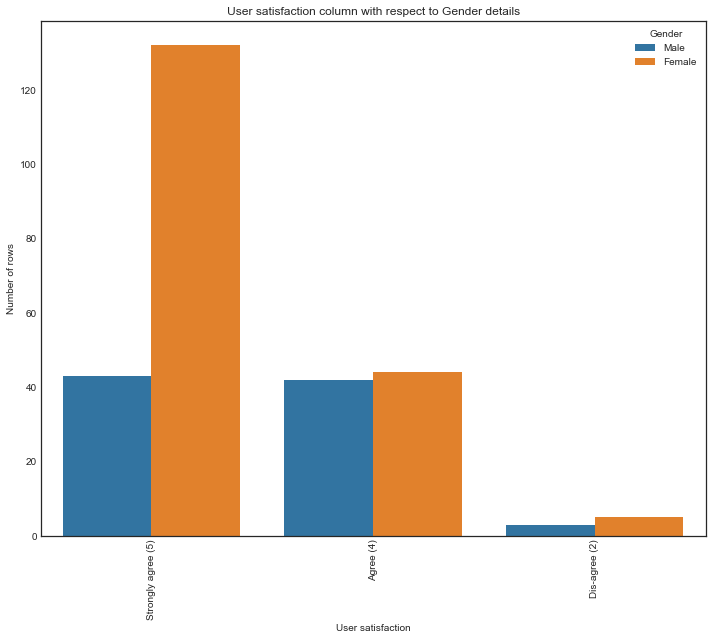 User satisfaction column with respect to Gender details
Gender
Male
Female
Number of rows
120
100
80
60
40
20
0
Strongly agree (5)
Agree (4)
Dis-agree (2)
User satisfaction